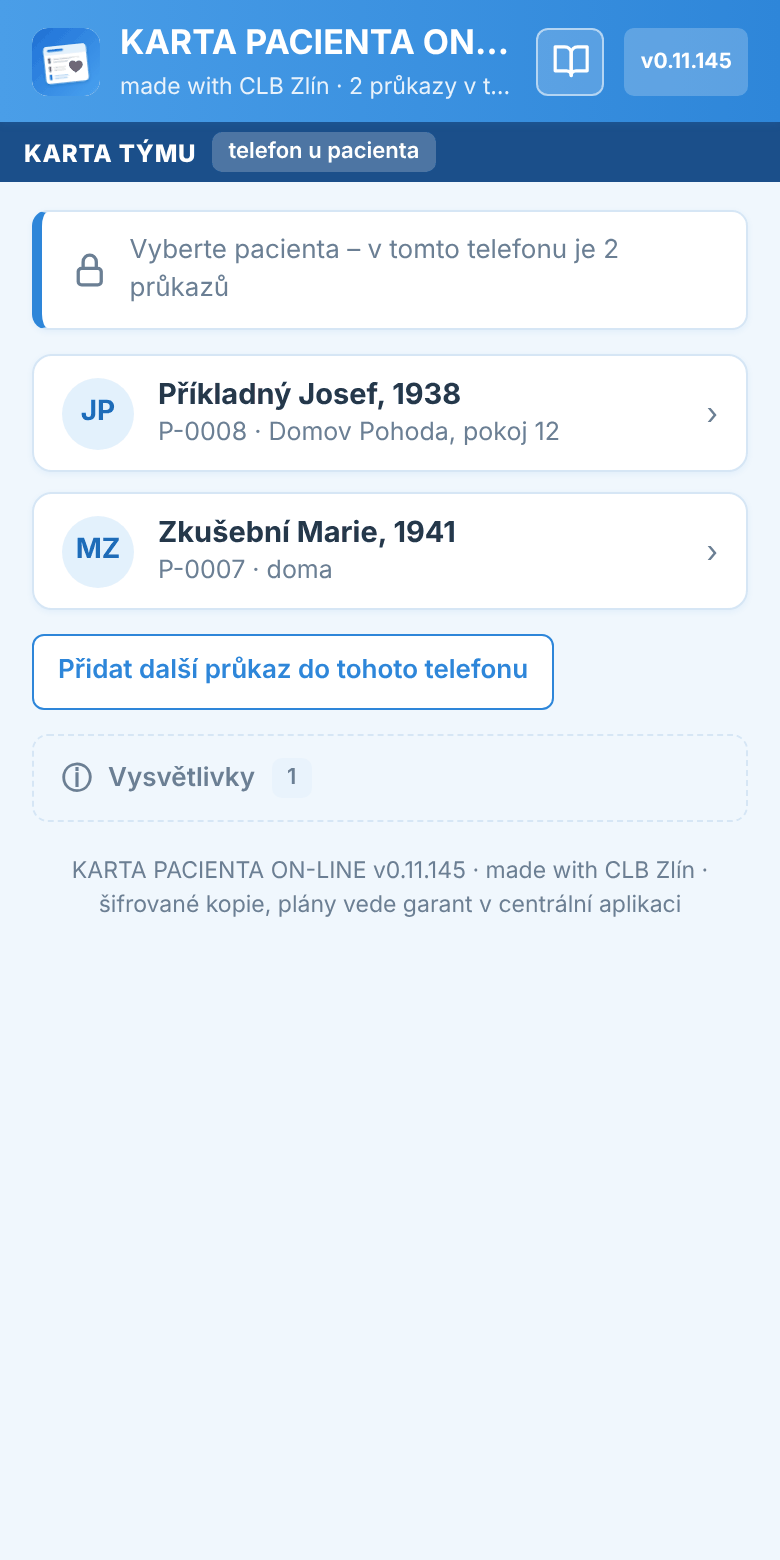 KARTA PACIENTA ON...
made with CLB Zlín · 2 průkazy v t...
v0.11.145
KARTA TÝMU
telefon u pacienta
Vyberte pacienta – v tomto telefonu je 2
průkazů
JP
Příkladný Josef, 1938
P-0008 · Domov Pohoda, pokoj 12
›
MZ
Zkušební Marie, 1941
P-0007 · doma
›
Přidat další průkaz do tohoto telefonu
Vysvětlivky 1
KARTA PACIENTA ON-LINE v0.11.145 · made with CLB Zlín ·
šifrované kopie, plány vede garant v centrální aplikaci